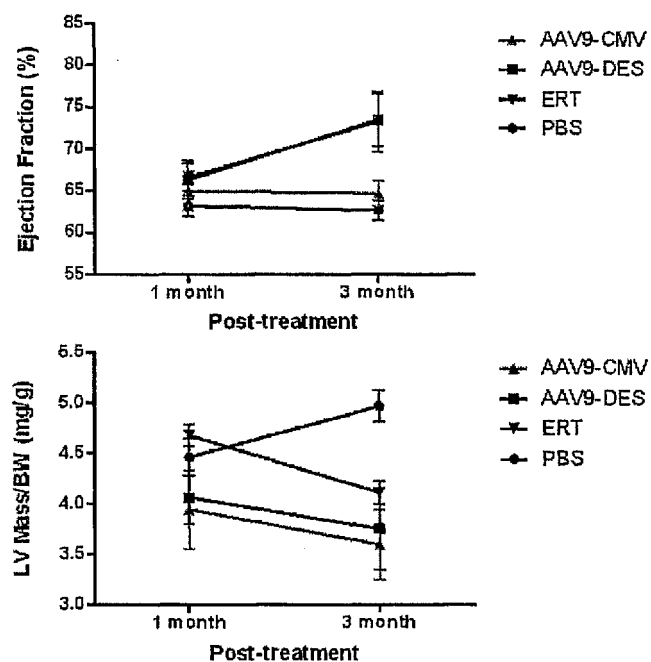 Ejection Fraction (%)
85
80
75
70
65
60
55
1 month
3 month
Post-treatment
AAV9-CMV
AAV9-DES
ERT
PBS
LV Mass/BW (mg/g)
5.5
5.0
4.5
4.0
3.5
3.0
1 month
3 month
Post-treatment
AAV9-CMV
AAV9-DES
ERT
PBS